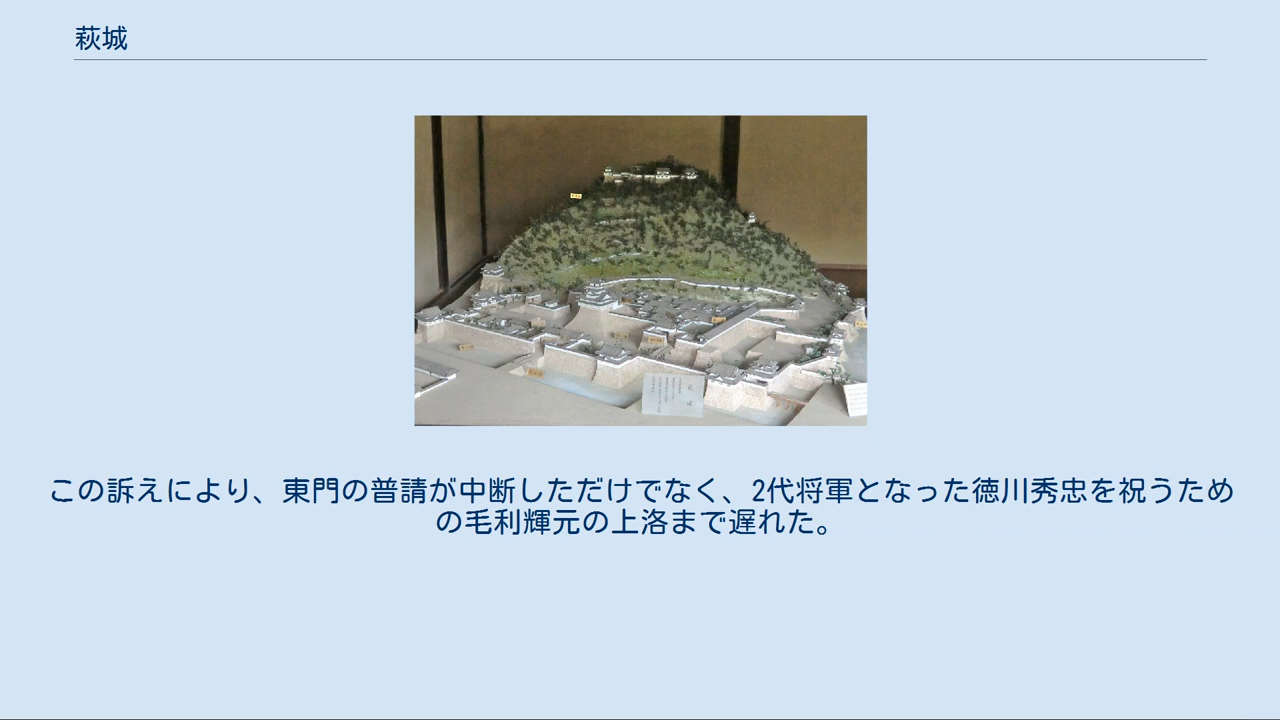 萩城
この訴えにより、東門の普請が中断しただけでなく、2代将軍となった徳川秀忠を祝うため
の毛利輝元の上洛まで遅れた。